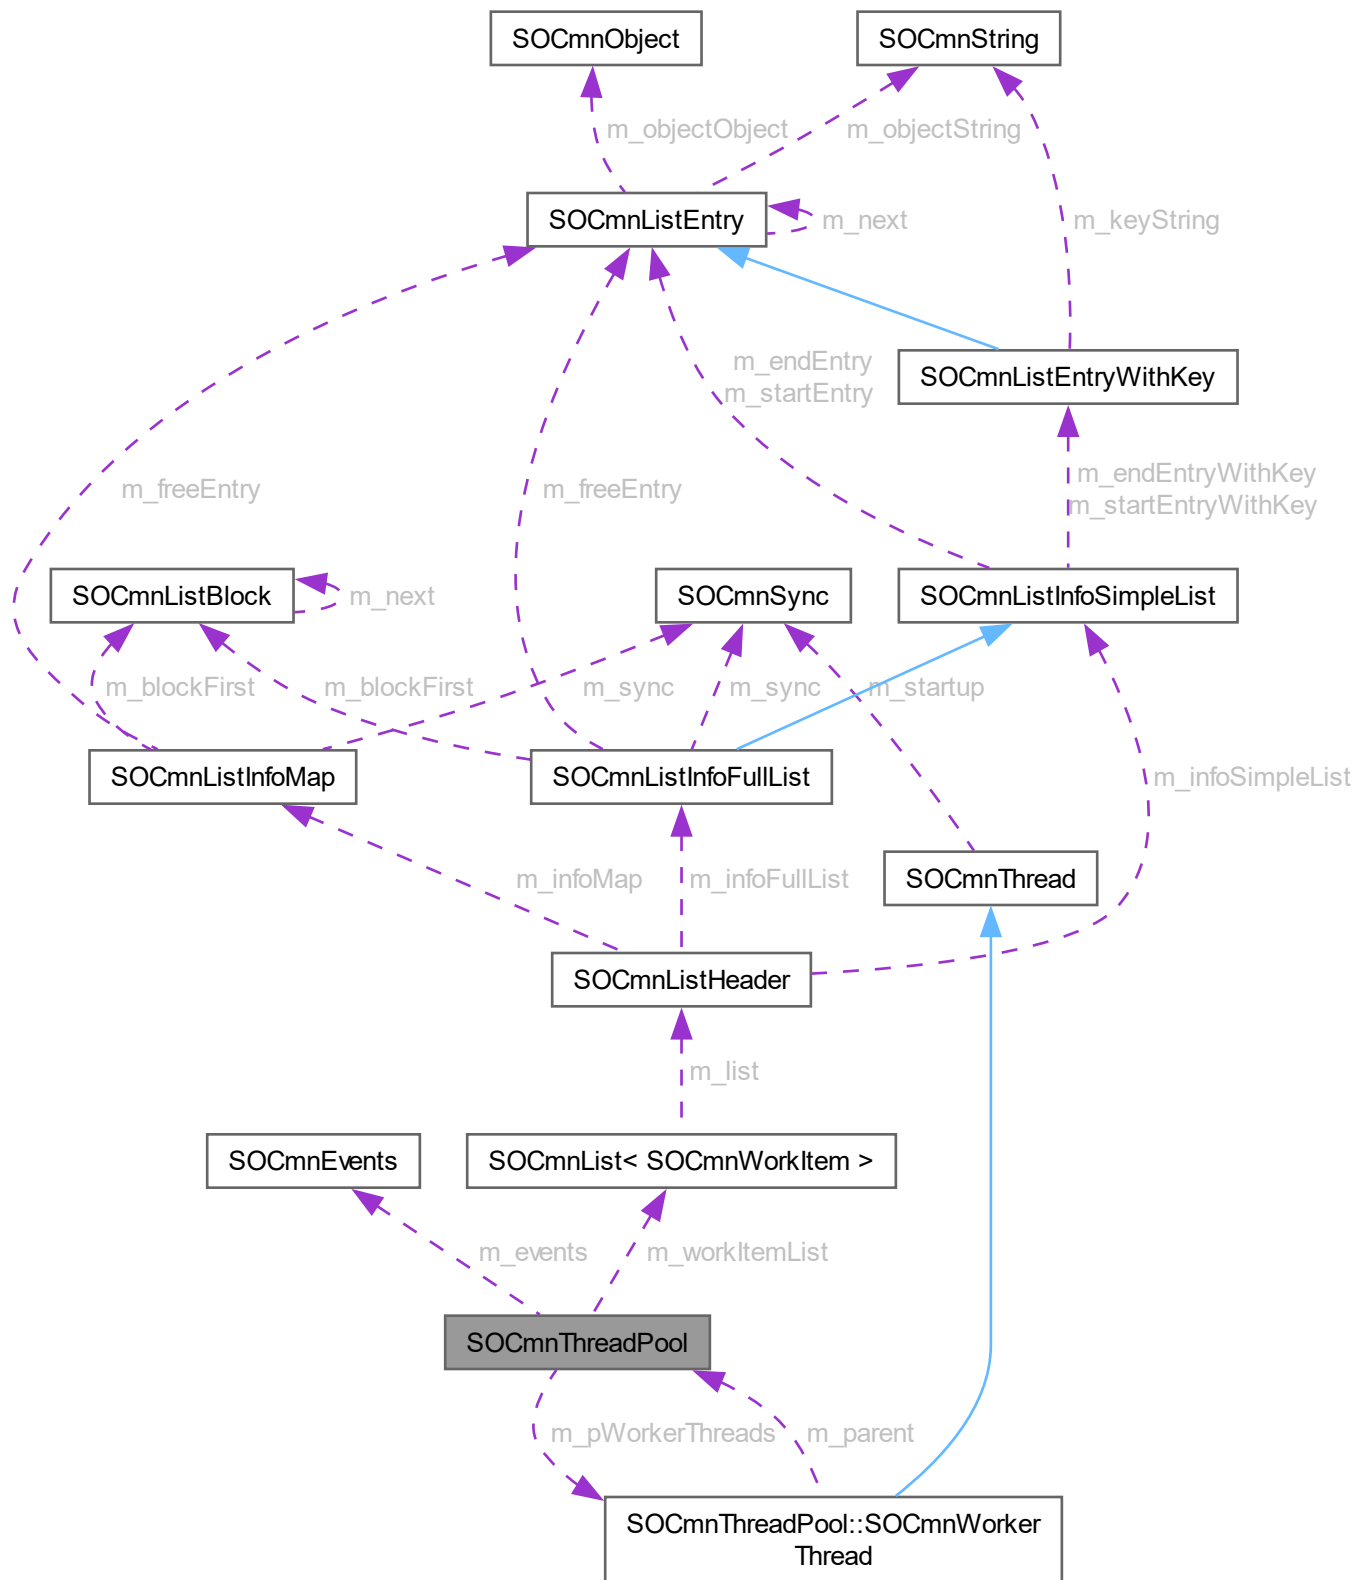 SOCmnObject
SOCmnString
m_objectObject
m_objectString
SOCmnListEntry
m_next
m_keyString
m_endEntry
m_startEntry
SOCmnListEntryWithKey
m_freeEntry
m_freeEntry
m_endEntryWithKey
m_startEntryWithKey
SOCmnListBlock
m_next
SOCmnSync
SOCmnListInfoSimpleList
m_blockFirst
m_blockFirst
m_sync
m_sync
m_startup
SOCmnListInfoMap
SOCmnListInfoFullList
m_infoSimpleList
m_infoMap
m_infoFullList
SOCmnThread
SOCmnListHeader
m_list
SOCmnEvents
SOCmnList< SOCmnWorkItem >
m_events
m_workItemList
SOCmnThreadPool
m_pWorkerThreads
m_parent
SOCmnThreadPool::SOCmnWorker
Thread